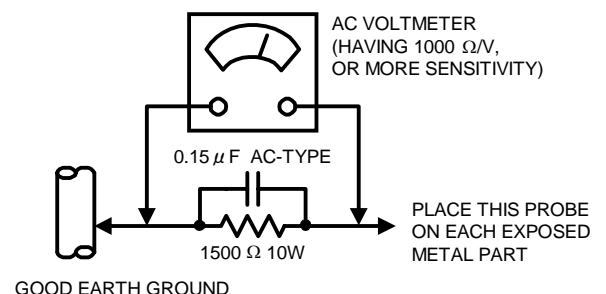 AC VOLTMETER
(HAVING 1000 Ω/V,
OR MORE SENSITIVITY)
0.15 μ F AC-TYPE
1500 Ω 10W
PLACE THIS PROBE
ON EACH EXPOSED
METAL PART
GOOD EARTH GROUND